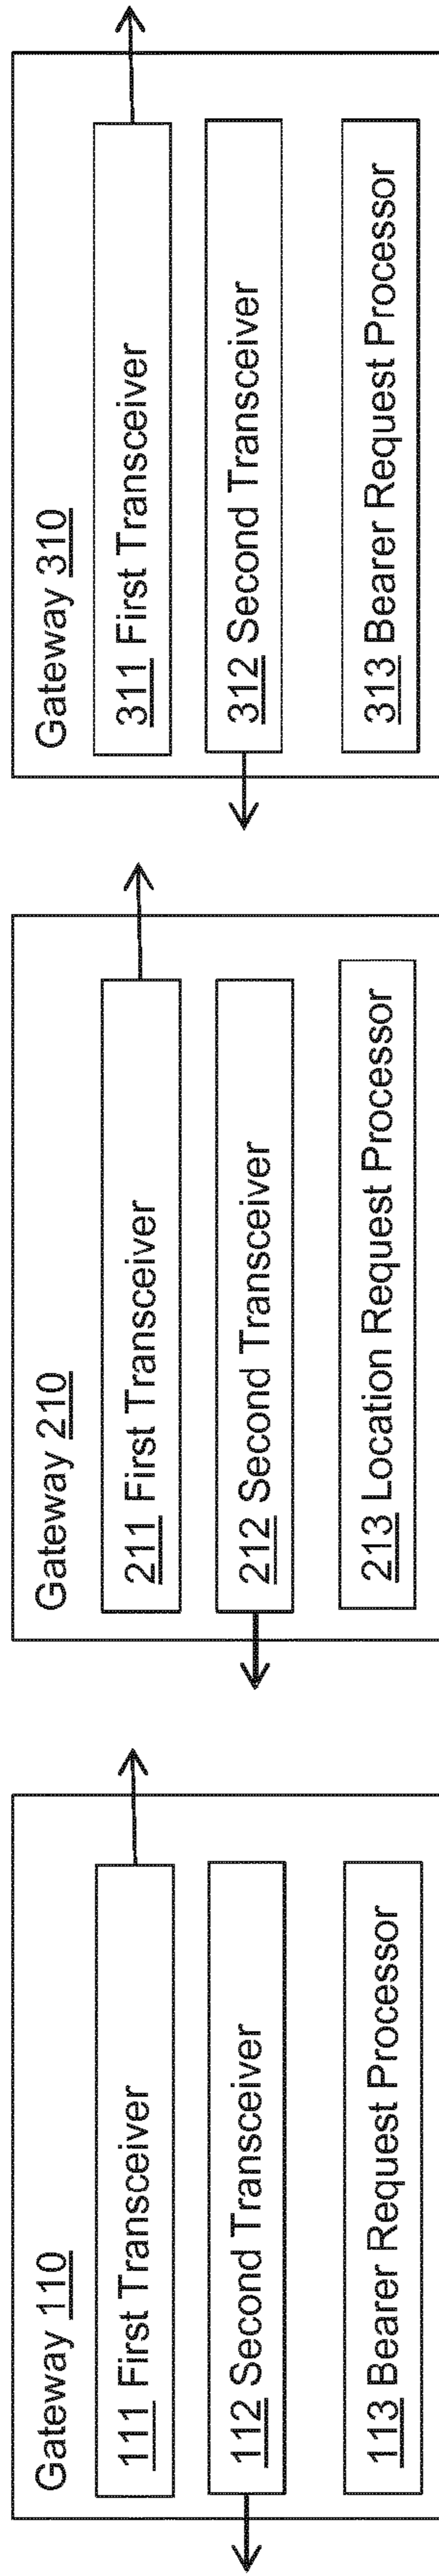 Gateway 110
111 First Transceiver
112 Second Transceiver
113 Bearer Request Processor
Gateway 210
211 First Transceiver
212 Second Transceiver
213 Location Request Processor
Gateway 310
311 First Transceiver
312 Second Transceiver
313 Bearer Request Processor